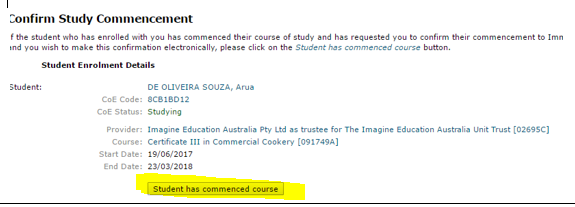 Confirm Study Commencement
If the student who has enrolled with you has commenced their course of study and has requested you to confirm their commencement to Imm
and you wish to make this confirmation electronically, please click on the Student has commenced course button.
Student Enrolment Details
Student: DE OLIVEIRA SOUZA, Arua
CoE Code: 8CB1BD12
CoE Status: Studying
Provider: Imagine Education Australia Pty Ltd as trustee for The Imagine Education Australia Unit Trust [02695C]
Course: Certificate III in Commercial Cookery [091749A]
Start Date: 19/06/2017
End Date: 23/03/2018
Student has commenced course